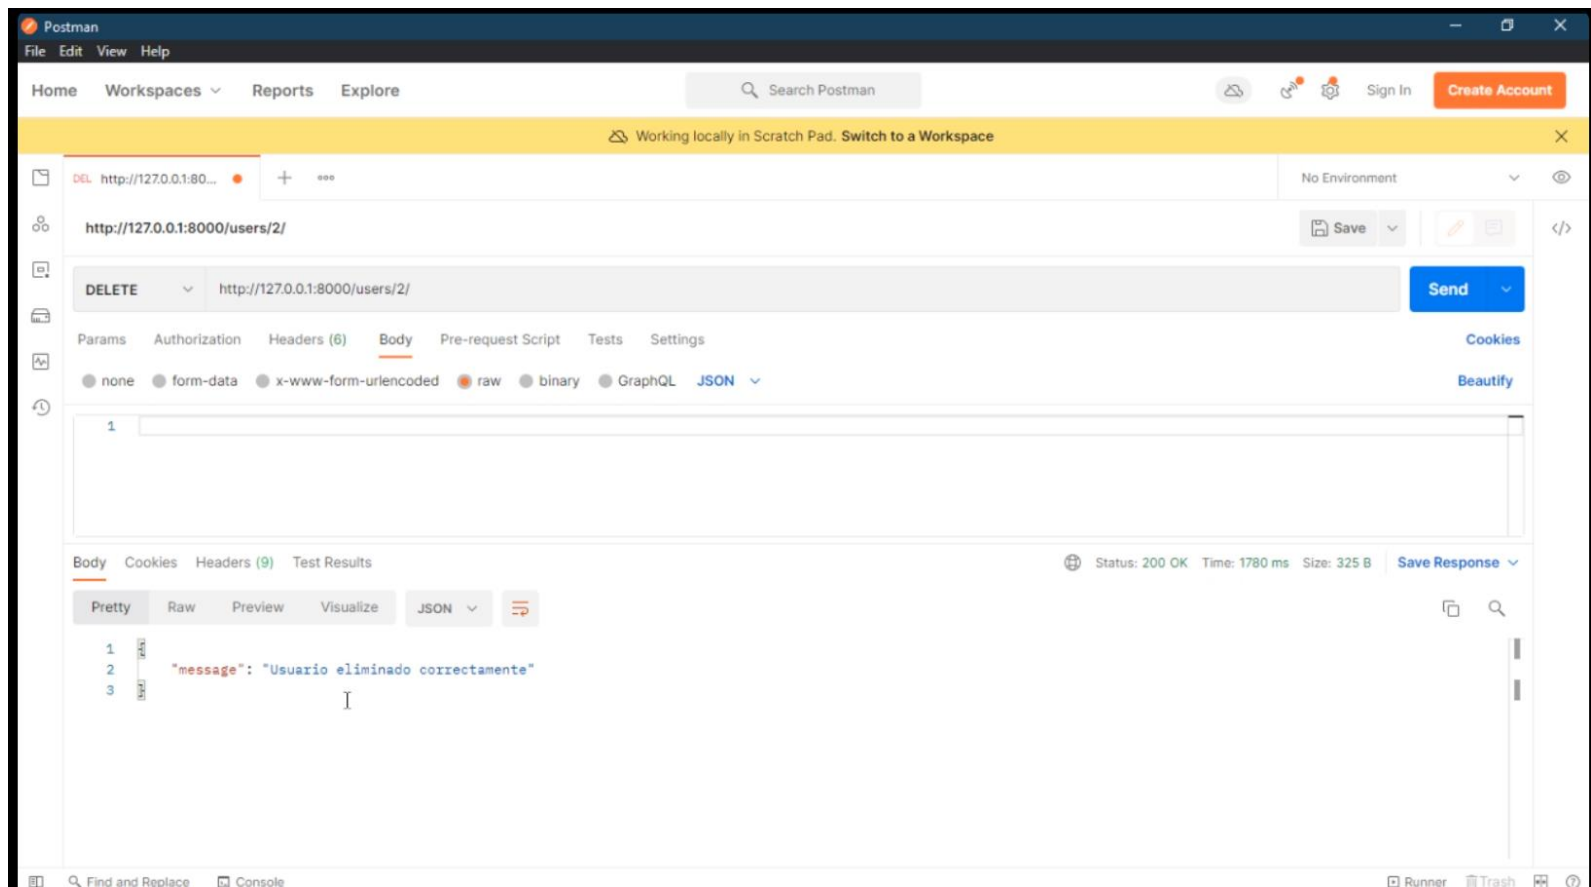 Postman
File Edit View Help
Home Workspaces Reports Explore Search Postman Sign In Create Account
Working locally in Scratch Pad. Switch to a Workspace
DEL http://127.0.0.1:80... No Environment
http://127.0.0.1:8000/users/2/ Save
DELETE http://127.0.0.1:8000/users/2/ Send
Params Authorization Headers (6) Body Pre-request Script Tests Settings Cookies
none form-data x-www-form-urlencoded raw binary GraphQL JSON Beautify
1
Body Cookies Headers (9) Test Results Status: 200 OK Time: 1780 ms Size: 325 B Save Response
Pretty Raw Preview Visualize JSON
1 {
2 "message": "Usuario eliminado correctamente"
3 }
Find and Replace Console Runner Trash